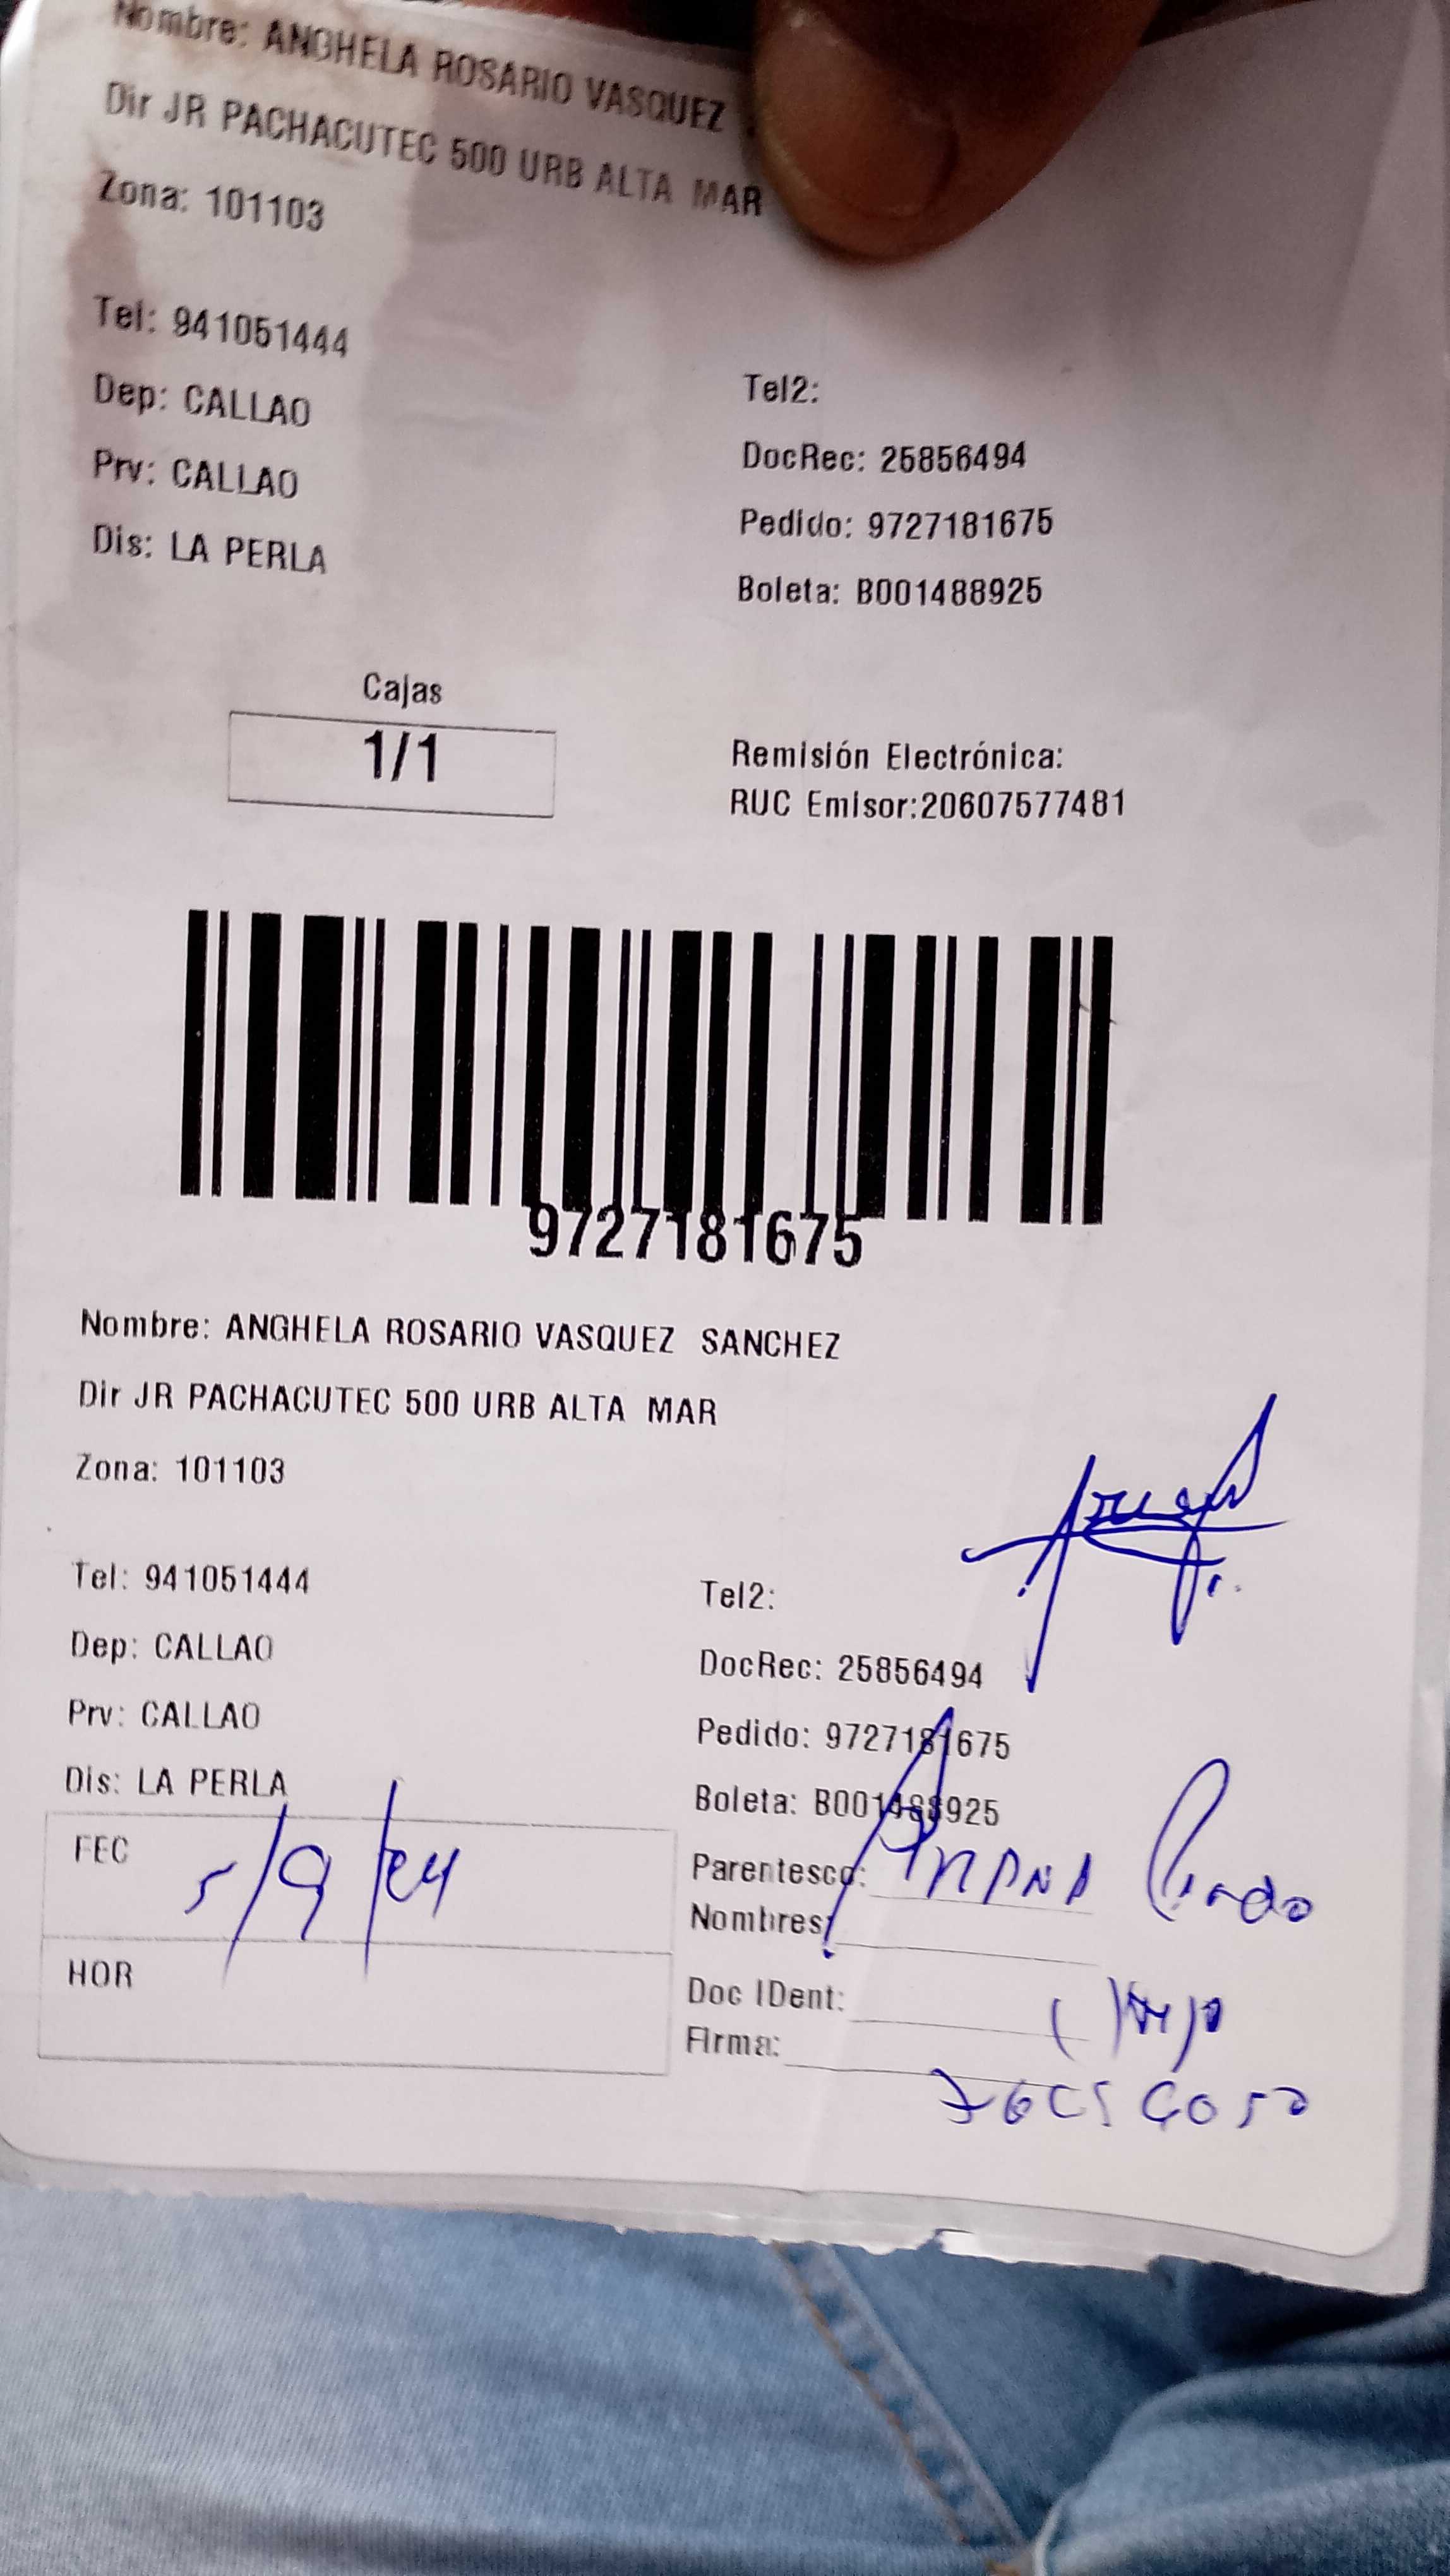 Nombre: ANGHELA ROSARIO VASQUEZ
Dir JR PACHACUTEC 500 URB ALTA MAR
Zona: 101103
Tel: 941051444
Dep: CALLAO
Prv: CALLAO
Dis: LA PERLA
Tel2:
DocRec: 25856494
Pedido: 9727181675
Boleta: B001488925
Cajas
1/1
Remisión Electrónica:
RUC Emisor:20607577481
9727181675
Nombre: ANGHELA ROSARIO VASQUEZ SANCHEZ
Dir JR PACHACUTEC 500 URB ALTA MAR
Zona: 101103
Tel: 941051444
Dep: CALLAO
Prv: CALLAO
Dis: LA PERLA
Tel2:
DocRec: 25856494
Pedido: 9727181675
Boleta: B001488925
FEC 5/9/24
HOR
Parentesco:
Nombres:
Doc IDent:
Firma: